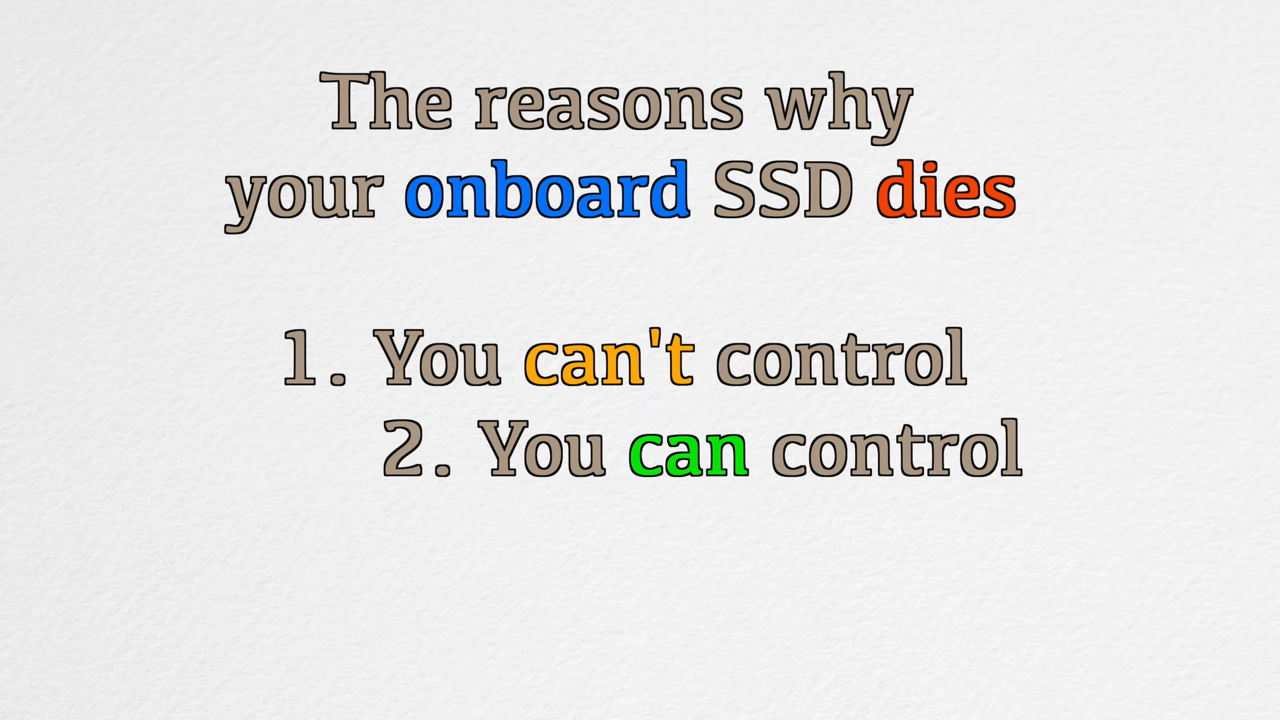 The reasons why
your onboard SSD dies
1. You can't control
2. You can control